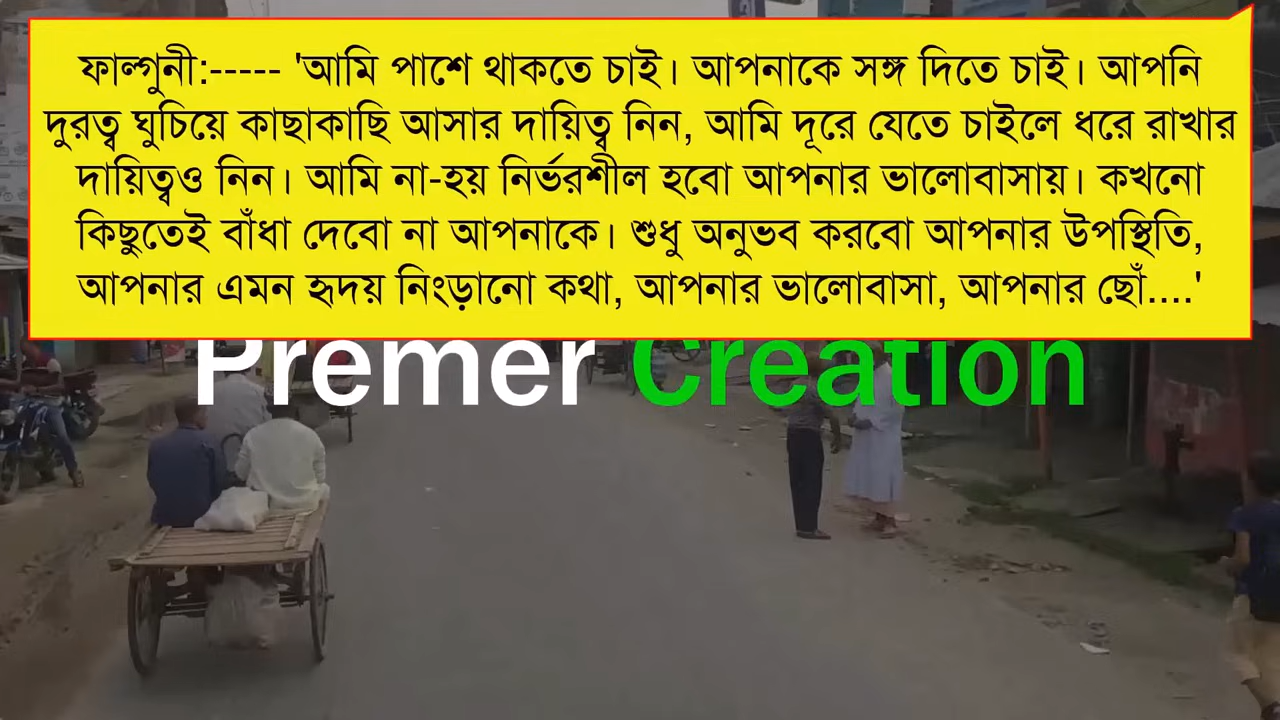 ফাল্গুনী:----- 'আমি পাশে থাকতে চাই। আপনাকে সঙ্গ দিতে চাই। আপনি
দুরত্ব ঘুচিয়ে কাছাকাছি আসার দায়িত্ব নিন, আমি দূরে যেতে চাইলে ধরে রাখার
দায়িত্বও নিন। আমি না-হয় নির্ভরশীল হবো আপনার ভালোবাসায়। কখনো
কিছুতেই বাঁধা দেবো না আপনাকে। শুধু অনুভব করবো আপনার উপস্থিতি,
আপনার এমন হৃদয় নিংড়ানো কথা, আপনার ভালোবাসা, আপনার ছোঁ....'
Premer Creation